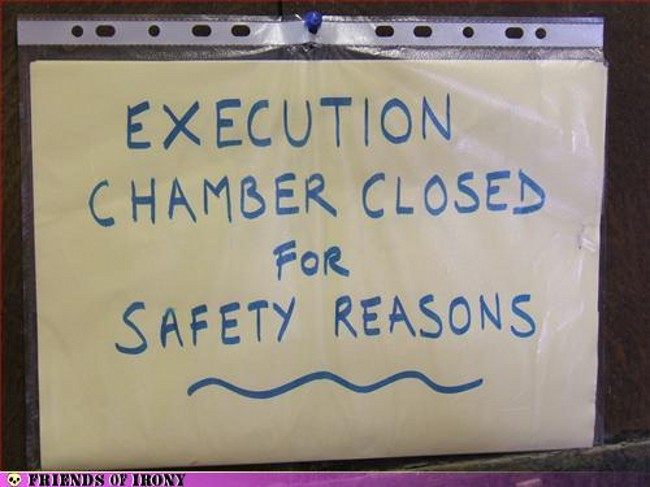 EXECUTION
CHAMBER CLOSED
FOR
SAFETY REASONS
FRIENDS OF IRONY